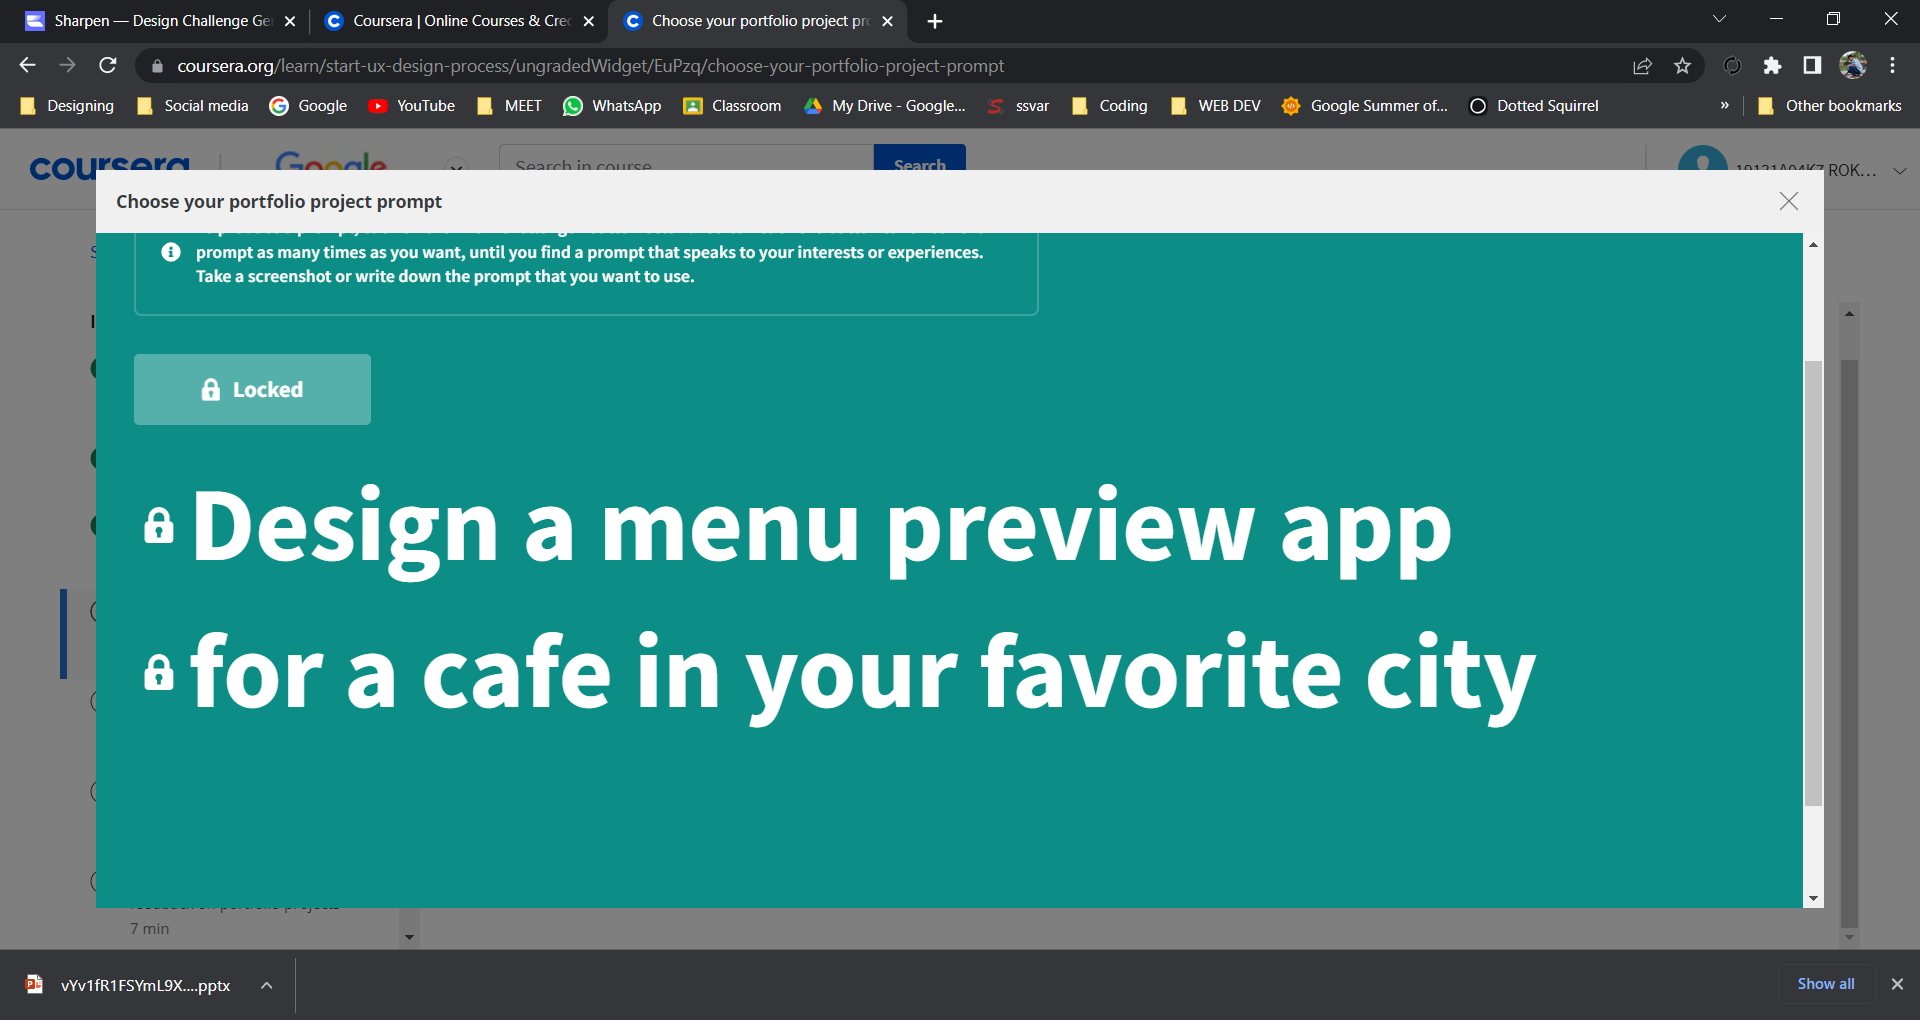 Sharpen — Design Challenge Ge
Coursera | Online Courses & Cre
Choose your portfolio project pr
coursera.org/learn/start-ux-design-process/ungradedWidget/EuPzq/choose-your-portfolio-project-prompt
Designing Social media Google YouTube MEET WhatsApp Classroom My Drive - Google... ssvar Coding WEB DEV Google Summer of... Dotted Squirrel » Other bookmarks
coursera Google Search in course Search ROK...
Choose your portfolio project prompt
prompt as many times as you want, until you find a prompt that speaks to your interests or experiences.
Take a screenshot or write down the prompt that you want to use.
Locked
Design a menu preview app
for a cafe in your favorite city
7 min
vYv1fR1FSYmL9X....pptx
Show all